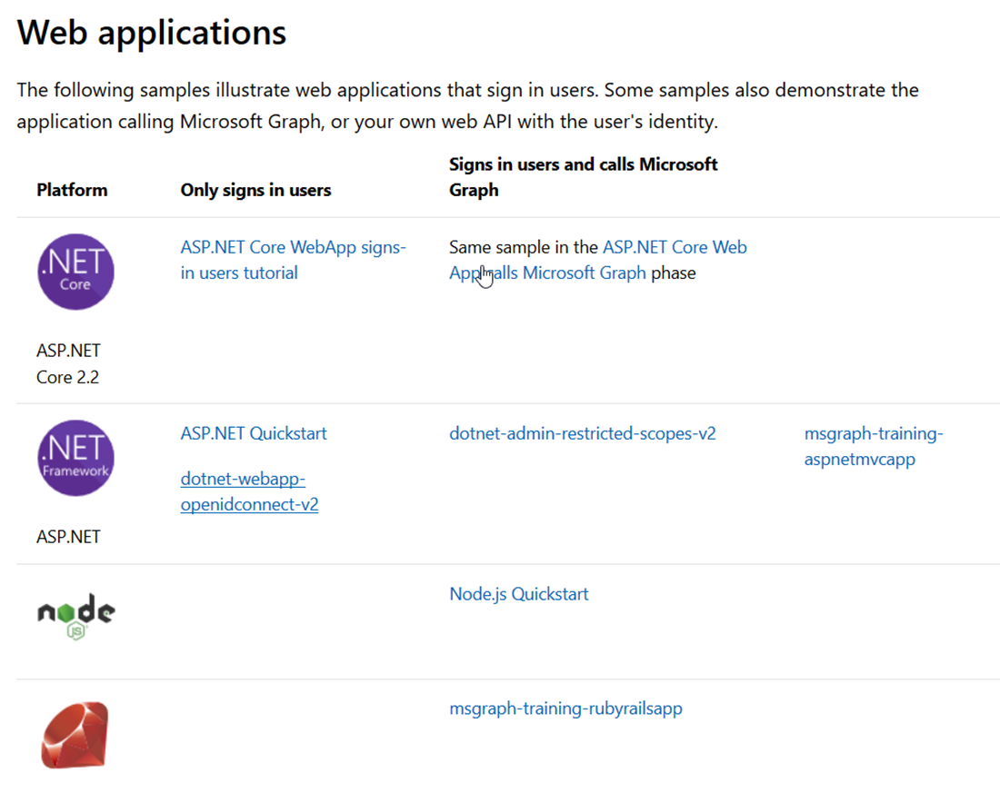 Web applications
The following samples illustrate web applications that sign in users. Some samples also demonstrate the
application calling Microsoft Graph, or your own web API with the user's identity.
Platform
Only signs in users
Signs in users and calls Microsoft
Graph
.NET
Core
ASP.NET
Core 2.2
ASP.NET Core WebApp signs-
in users tutorial
Same sample in the ASP.NET Core Web
App calls Microsoft Graph phase
.NET
Framework
ASP.NET
ASP.NET Quickstart
dotnet-webapp-
openidconnect-v2
dotnet-admin-restricted-scopes-v2
msgraph-training-
aspnetmvcapp
node
JS
Node.js Quickstart
msgraph-training-rubyrailsapp